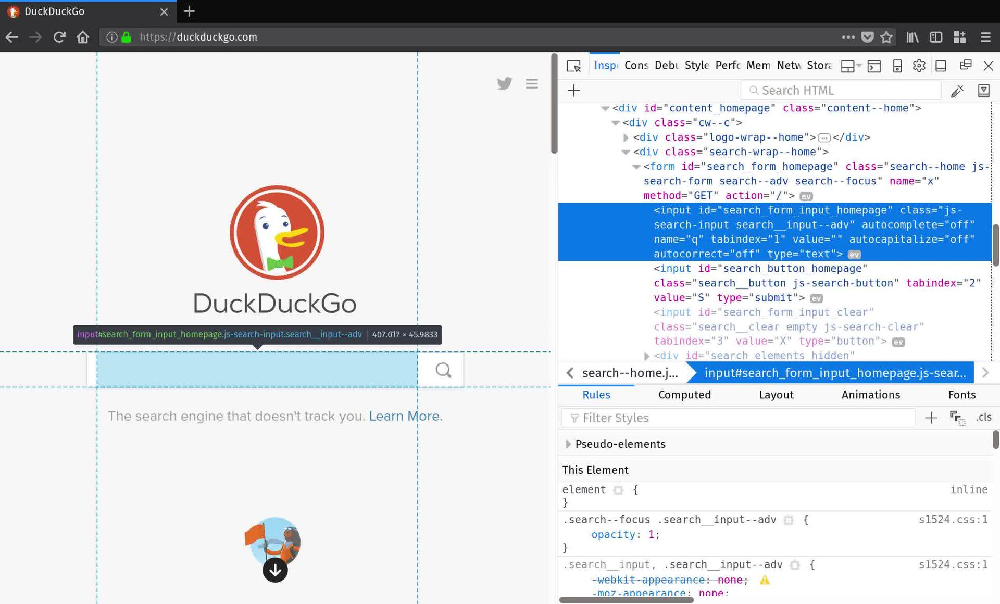 DuckDuckGo
https://duckduckgo.com
DuckDuckGo
input#search_form_input_homepage.js-search-input.search__input--adv 407.017 × 45.9833
The search engine that doesn't track you. Learn More.
Insp Cons Debu Style Perfo Mem Netw Stora
Search HTML
<div id="content_homepage" class="content--home">
<div class="cw--c">
<div class="logo-wrap--home"></div>
<div class="search-wrap--home">
<form id="search_form_homepage" class="search--home js-
search-form search--adv search--focus" name="x"
method="GET" action="/"> ev
<input id="search_form_input_homepage" class="js-
search-input search__input--adv" autocomplete="off"
name="q" tabindex="1" value="" autocapitalize="off"
autocorrect="off" type="text"> ev
<input id="search_button_homepage"
class="search__button js-search-button" tabindex="2"
value="S" type="submit"> ev
<input id="search_form_input_clear"
class="search__clear empty js-search-clear"
tabindex="3" value="X" type="button"> ev
<div id="search_elements_hidden"
search--home.j... input#search_form_input_homepage.js-sear...
Rules Computed Layout Animations Fonts
Filter Styles .cls
Pseudo-elements
This Element
element { inline
}
.search--focus .search__input--adv { s1524.css:1
opacity: 1;
}
.search__input, .search__input--adv { s1524.css:1
-webkit-appearance: none;
-moz-appearance: none;